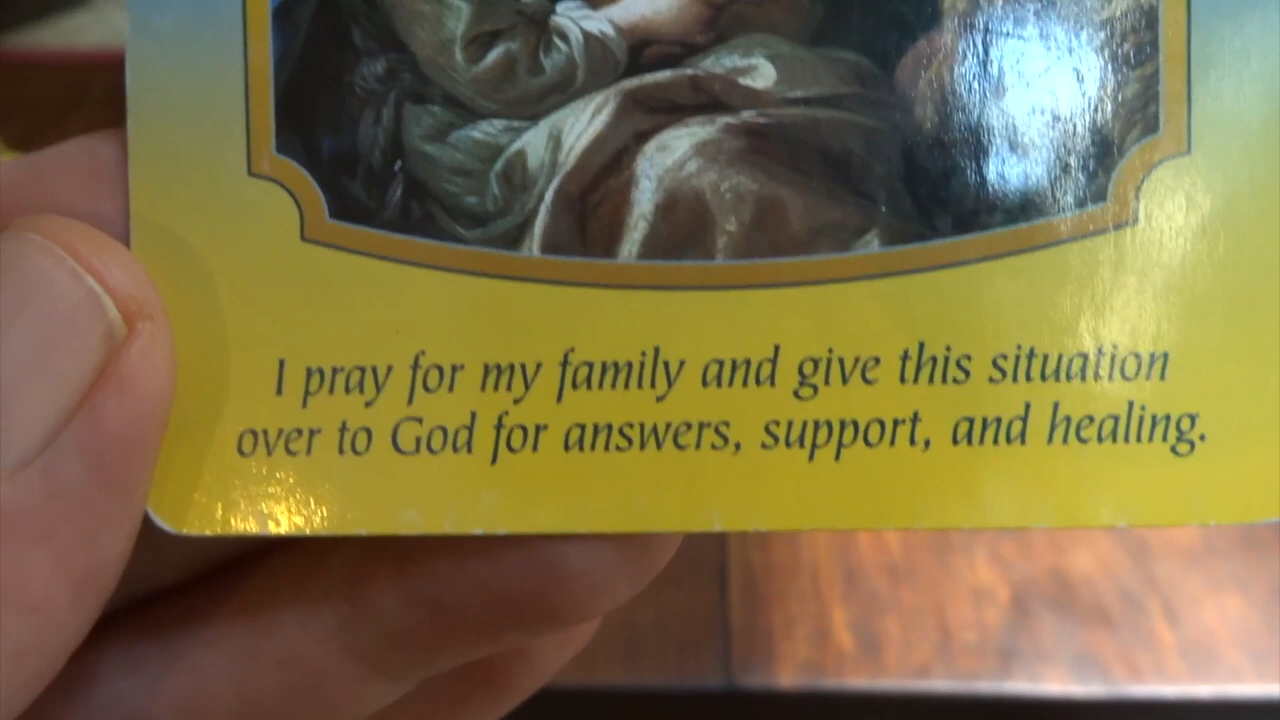 I pray for my family and give this situation
over to God for answers, support, and healing.